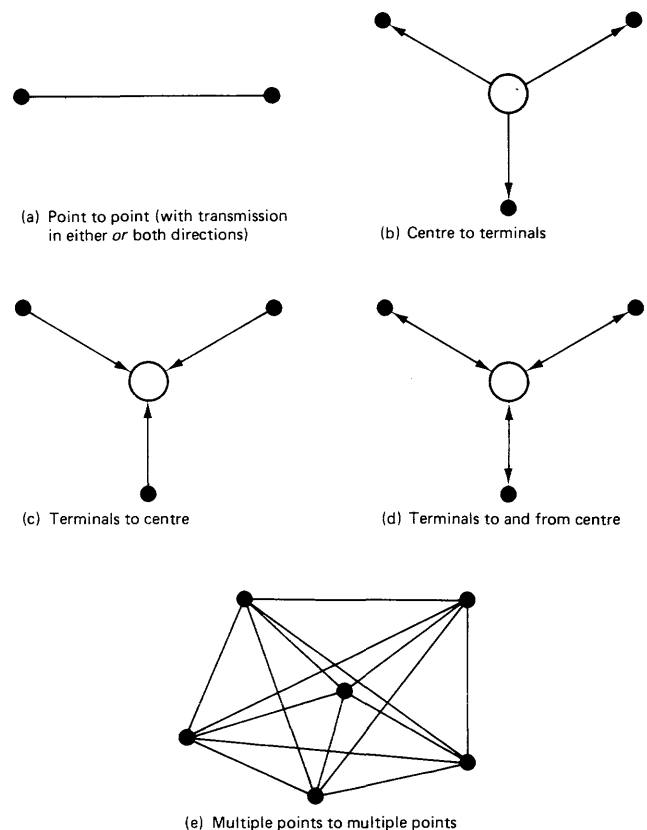 (a) Point to point (with transmission
in either or both directions)
(b) Centre to terminals
(c) Terminals to centre
(d) Terminals to and from centre
(e) Multiple points to multiple points